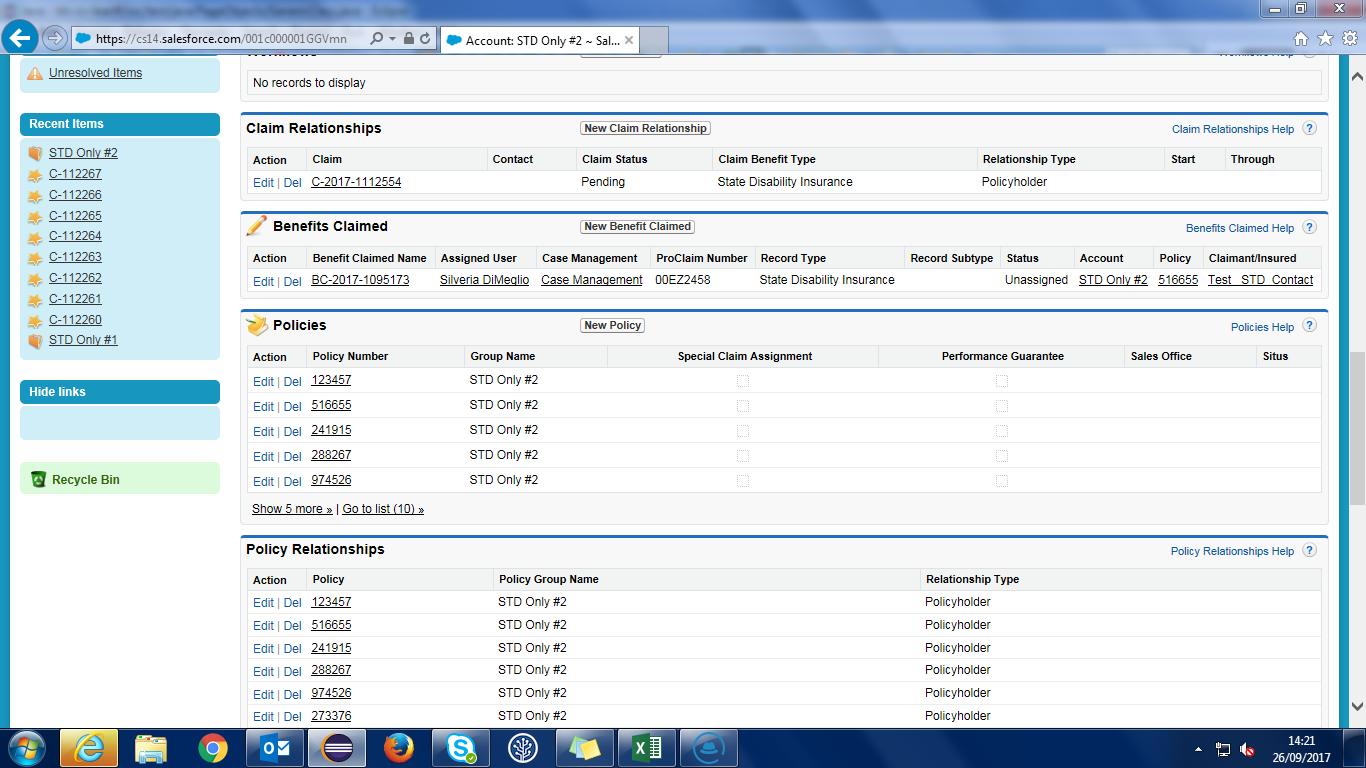 https://cs14.salesforce.com/001c000001GGVmn
Account: STD Only #2 ~ Sal...
Unresolved Items
Recent Items
STD Only #2
C-112267
C-112266
C-112265
C-112264
C-112263
C-112262
C-112261
C-112260
STD Only #1
Hide links
Recycle Bin
No records to display
Claim Relationships New Claim Relationship Claim Relationships Help ?
Action Claim Contact Claim Status Claim Benefit Type Relationship Type Start Through
Edit | Del C-2017-1112554 Pending State Disability Insurance Policyholder
Benefits Claimed New Benefit Claimed Benefits Claimed Help ?
Action Benefit Claimed Name Assigned User Case Management ProClaim Number Record Type Record Subtype Status Account Policy Claimant/Insured
Edit | Del BC-2017-1095173 Silveria DiMeglio Case Management 00EZ2458 State Disability Insurance Unassigned STD Only #2 516655 Test_STD_Contact
Policies New Policy Policies Help ?
Action Policy Number Group Name Special Claim Assignment Performance Guarantee Sales Office Situs
Edit | Del 123457 STD Only #2
Edit | Del 516655 STD Only #2
Edit | Del 241915 STD Only #2
Edit | Del 288267 STD Only #2
Edit | Del 974526 STD Only #2
Show 5 more » | Go to list (10) »
Policy Relationships Policy Relationships Help ?
Action Policy Policy Group Name Relationship Type
Edit | Del 123457 STD Only #2 Policyholder
Edit | Del 516655 STD Only #2 Policyholder
Edit | Del 241915 STD Only #2 Policyholder
Edit | Del 288267 STD Only #2 Policyholder
Edit | Del 974526 STD Only #2 Policyholder
Edit | Del 273376 STD Only #2 Policyholder
14:21
26/09/2017